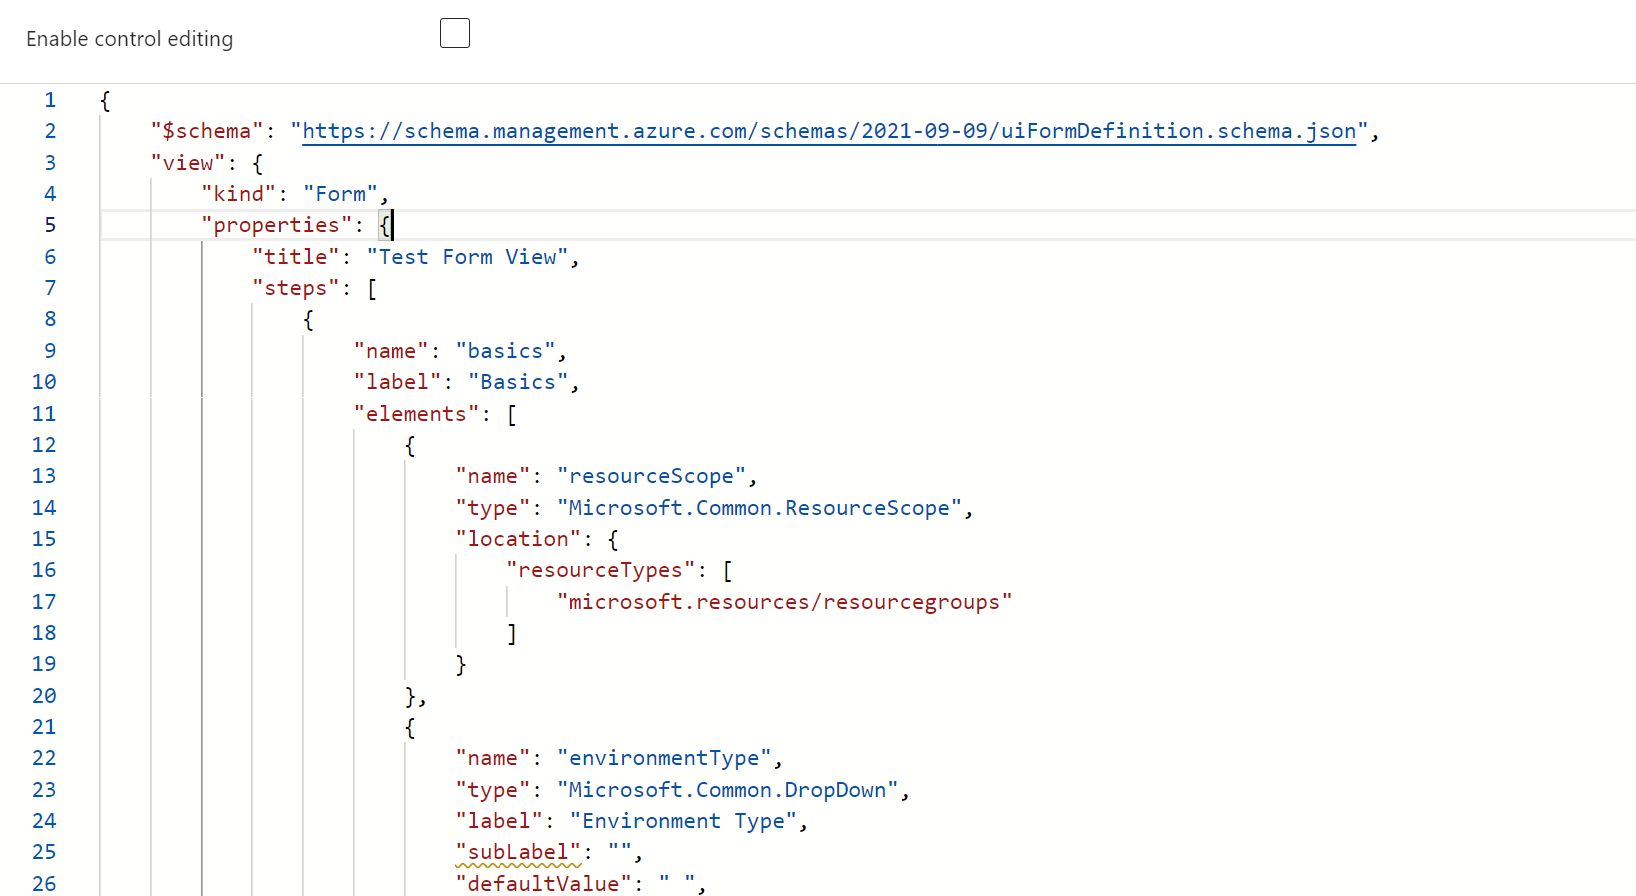 Enable control editing
1 {
2 "$schema": "https://schema.management.azure.com/schemas/2021-09-09/uiFormDefinition.schema.json",
3 "view": {
4 "kind": "Form",
5 "properties": {
6 "title": "Test Form View",
7 "steps": [
8 {
9 "name": "basics",
10 "label": "Basics",
11 "elements": [
12 {
13 "name": "resourceScope",
14 "type": "Microsoft.Common.ResourceScope",
15 "location": {
16 "resourceTypes": [
17 "microsoft.resources/resourcegroups"
18 ]
19 }
20 },
21 {
22 "name": "environmentType",
23 "type": "Microsoft.Common.DropDown",
24 "label": "Environment Type",
25 "subLabel": "",
26 "defaultValue": " ",